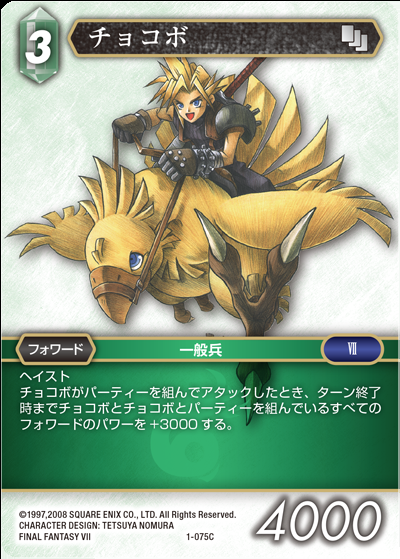 3
チョコボ
フォワード
一般兵
VII
ヘイスト
チョコボがパーティーを組んでアタックしたとき、ターン終了
時までチョコボとチョコボとパーティーを組んでいるすべての
フォワードのパワーを+3000する。
©1997,2008 SQUARE ENIX CO., LTD. All Rights Reserved.
CHARACTER DESIGN: TETSUYA NOMURA
FINAL FANTASY VII
1-075C
4000